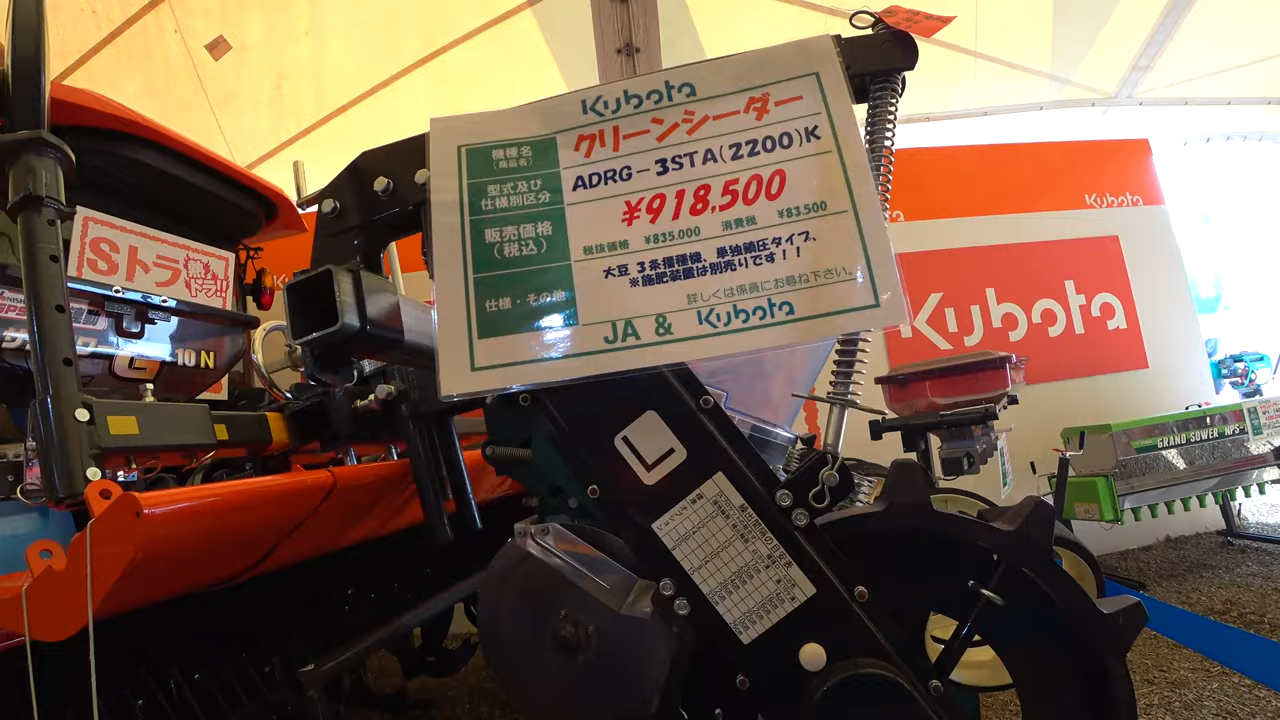 Kubota
機種名
(商品名)
クリーンシーダー
型式及び
仕様別区分
ADRG-3STA(2200)K
販売価格
(税込)
¥918,500
税抜価格 ¥835,000 消費税 ¥83,500
仕様・その他
大豆 3条播種機、単独鎮圧タイプ、
※施肥装置は別売りです!!
詳しくは係員にお尋ね下さい。
JA & Kubota
Sトラ
熱ドラ!!
G-10N
L
Kubota
Kubota
GRAND SOWER NPS-